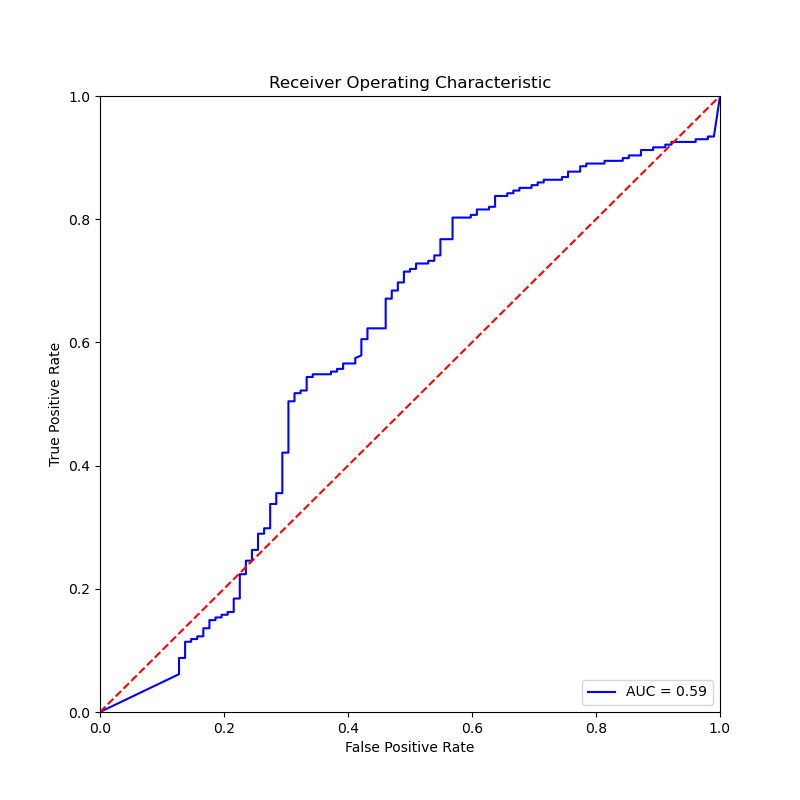 Receiver Operating Characteristic
True Positive Rate
1.0
0.8
0.6
0.4
0.2
0.0
AUC = 0.59
0.0 0.2 0.4 0.6 0.8 1.0
False Positive Rate